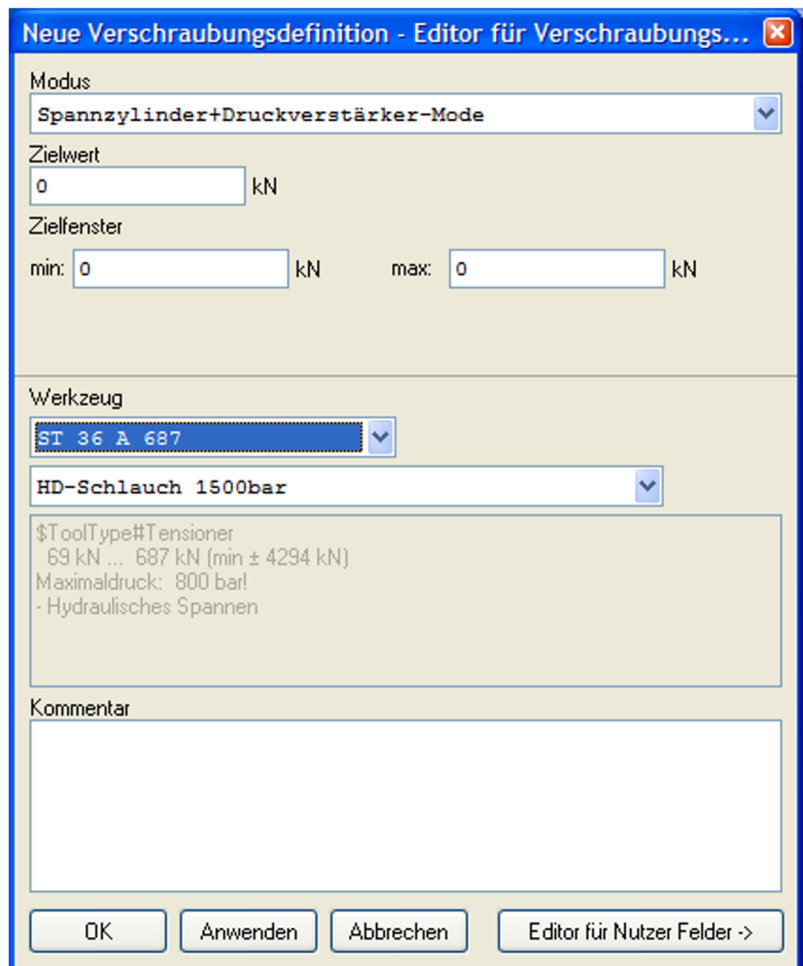 Neue Verschraubungsdefinition - Editor für Verschraubungs...
Modus
Spannzylinder+Druckverstärker-Mode
Zielwert
0 kN
Zielfenster
min: 0 kN max: 0 kN
Werkzeug
ST 36 A 687
HD-Schlauch 1500bar
$ToolType#Tensioner
69 kN ... 687 kN (min ± 4294 kN)
Maximaldruck: 800 bar!
- Hydraulisches Spannen
Kommentar
OK Anwenden Abbrechen Editor für Nutzer Felder ->